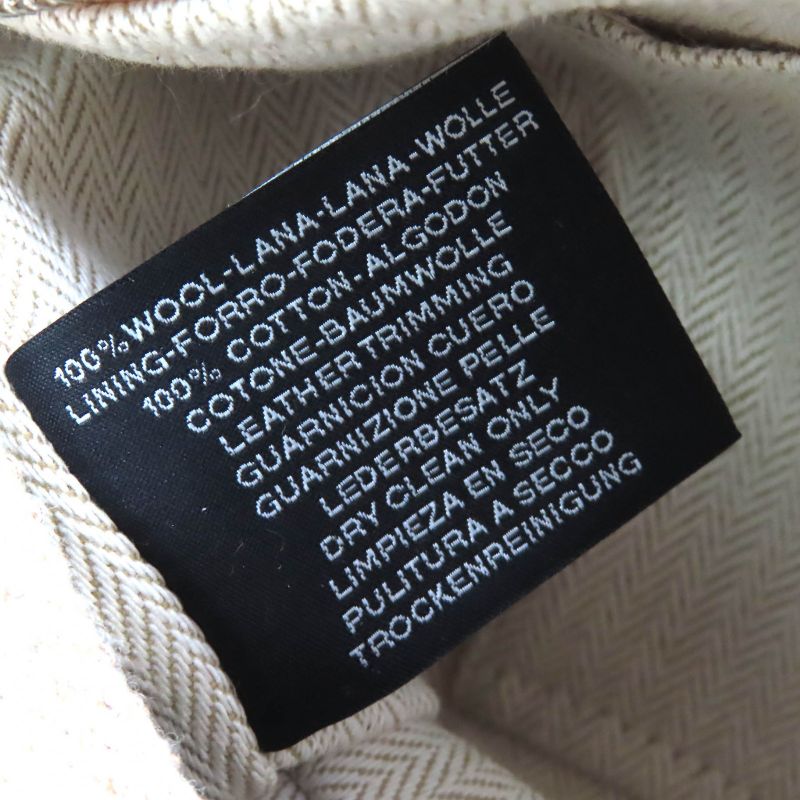 100% WOOL-LANA-LANA-WOLLE
LINING-FORRO-FODERA-FUTTER
100% COTTON-ALGODON
COTONE-BAUMWOLLE
LEATHER TRIMMING
GUARNICION CUERO
GUARNIZIONE PELLE
LEDERBESATZ
DRY CLEAN ONLY
LIMPIEZA EN SECO
PULITURA A SECCO
TROCKENREINIGUNG